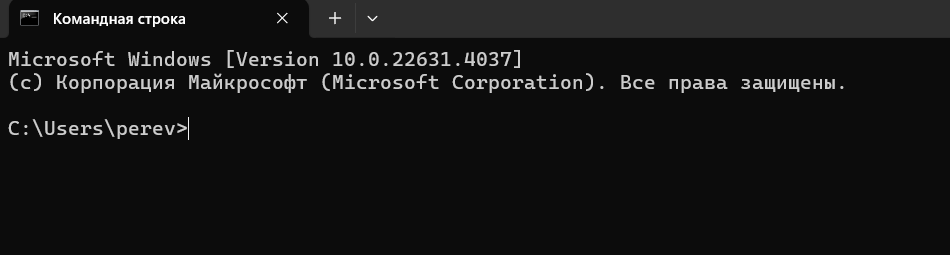 Командная строка
Microsoft Windows [Version 10.0.22631.4037]
(c) Корпорация Майкрософт (Microsoft Corporation). Все права защищены.
C:\Users\perev>